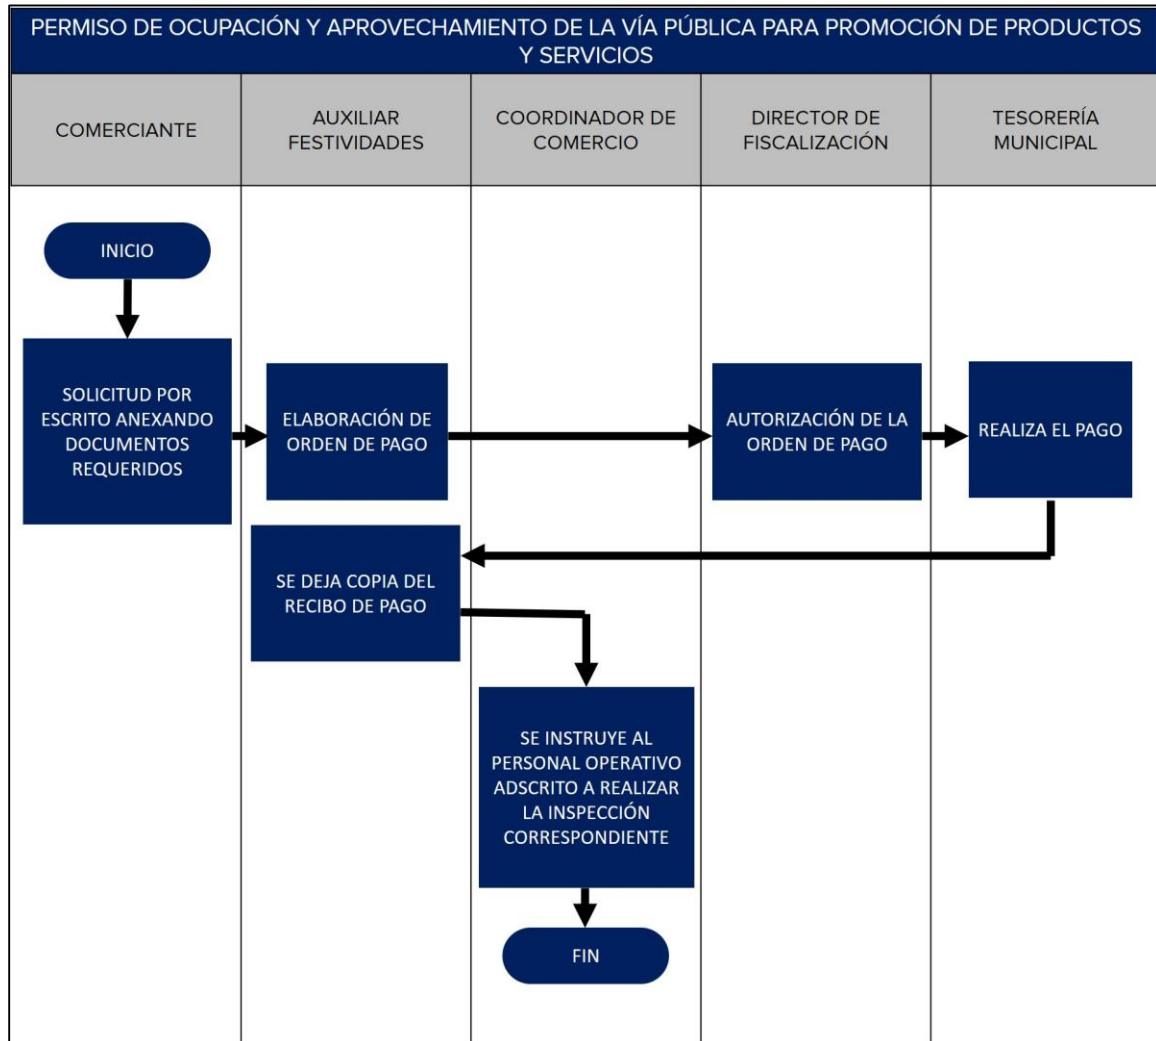 PERMISO DE OCUPACIÓN Y APROVECHAMIENTO DE LA VÍA PÚBLICA PARA PROMOCIÓN DE PRODUCTOS
Y SERVICIOS
COMERCIANTE
AUXILIAR
FESTIVIDADES
COORDINADOR DE
COMERCIO
DIRECTOR DE
FISCALIZACIÓN
TESORERÍA
MUNICIPAL
INICIO
SOLICITUD POR
ESCRITO ANEXANDO
DOCUMENTOS
REQUERIDOS
ELABORACIÓN DE
ORDEN DE PAGO
AUTORIZACIÓN DE LA
ORDEN DE PAGO
REALIZA EL PAGO
SE DEJA COPIA DEL
RECIBO DE PAGO
SE INSTRUYE AL
PERSONAL OPERATIVO
ADSCRITO A REALIZAR
LA INSPECCIÓN
CORRESPONDIENTE
FIN